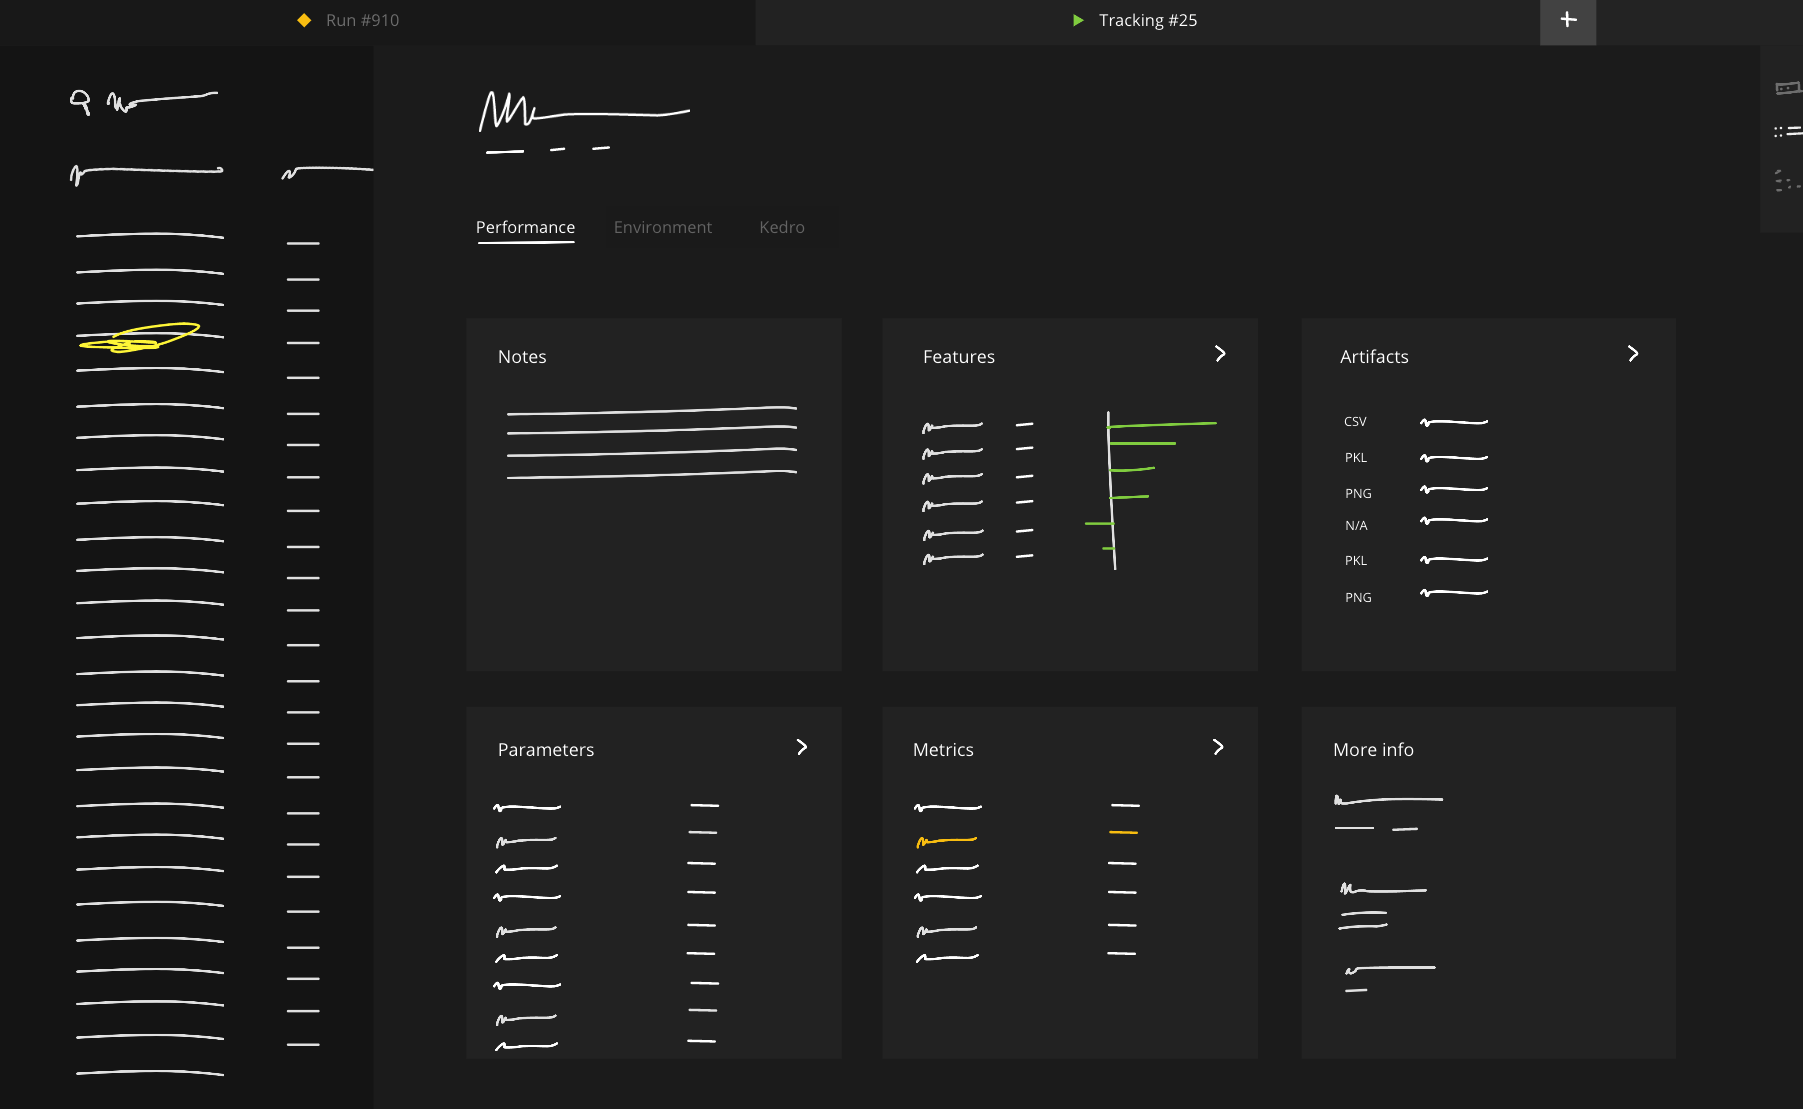 Run #910
Tracking #25
Performance
Environment
Kedro
Notes
Features
Artifacts
CSV
PKL
PNG
N/A
PKL
PNG
Parameters
Metrics
More info